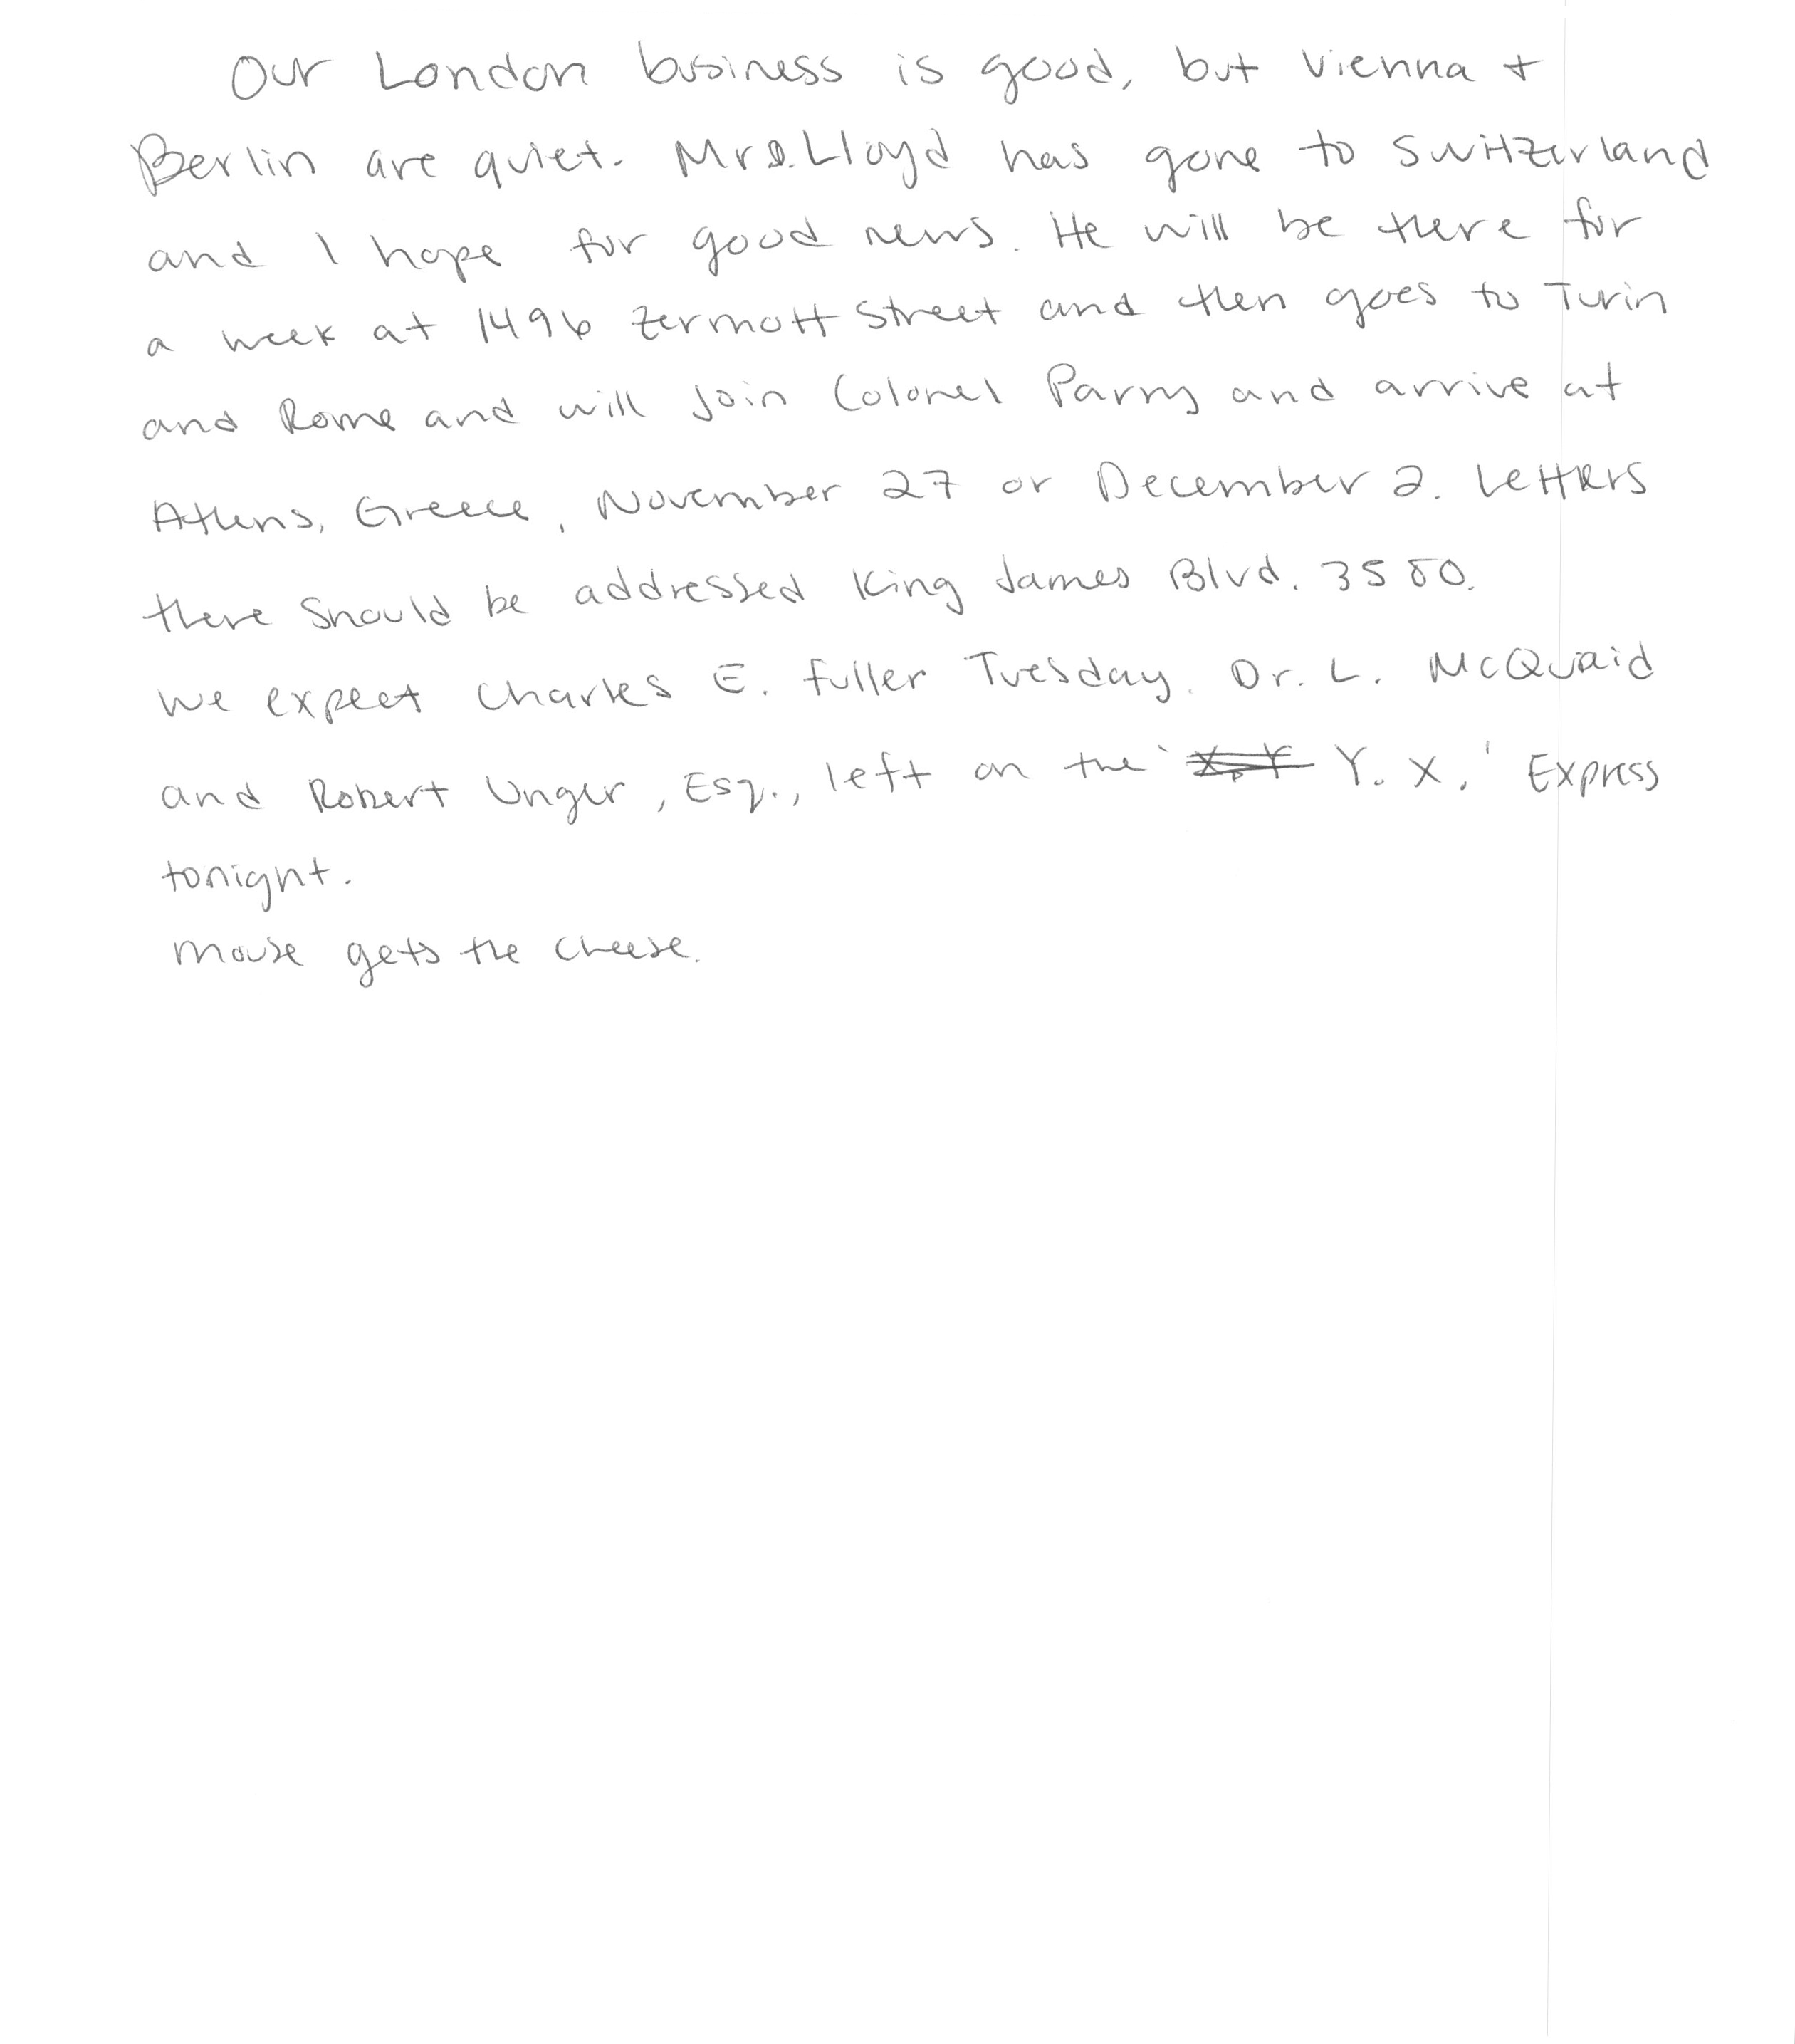 Our London business is good, but Vienna +
Berlin are quiet. Mr. D. Lloyd has gone to Switzerland
and I hope for good news. He will be there for
a week at 1496 Zermott Street and then goes to Turin
and Rome and will join Colonel Parry and arrive at
Athens, Greece, November 27 or December 2. Letters
there should be addressed King James Blvd. 3580.
We expect Charles E. Fuller Tuesday. Dr. L. McQuaid
and Robert Unger, Esq., left on the ' Y. X.' Express
tonight.
Mouse gets the cheese.